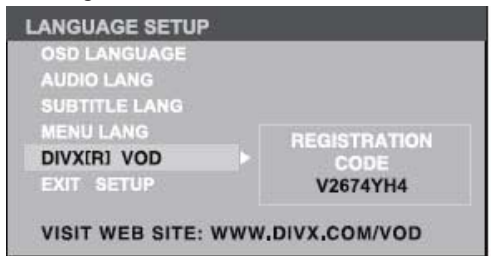 LANGUAGE SETUP
OSD LANGUAGE
AUDIO LANG
SUBTITLE LANG
MENU LANG
DIVX[R] VOD
EXIT SETUP
REGISTRATION
CODE
V2674YH4
VISIT WEB SITE: WWW.DIVX.COM/VOD